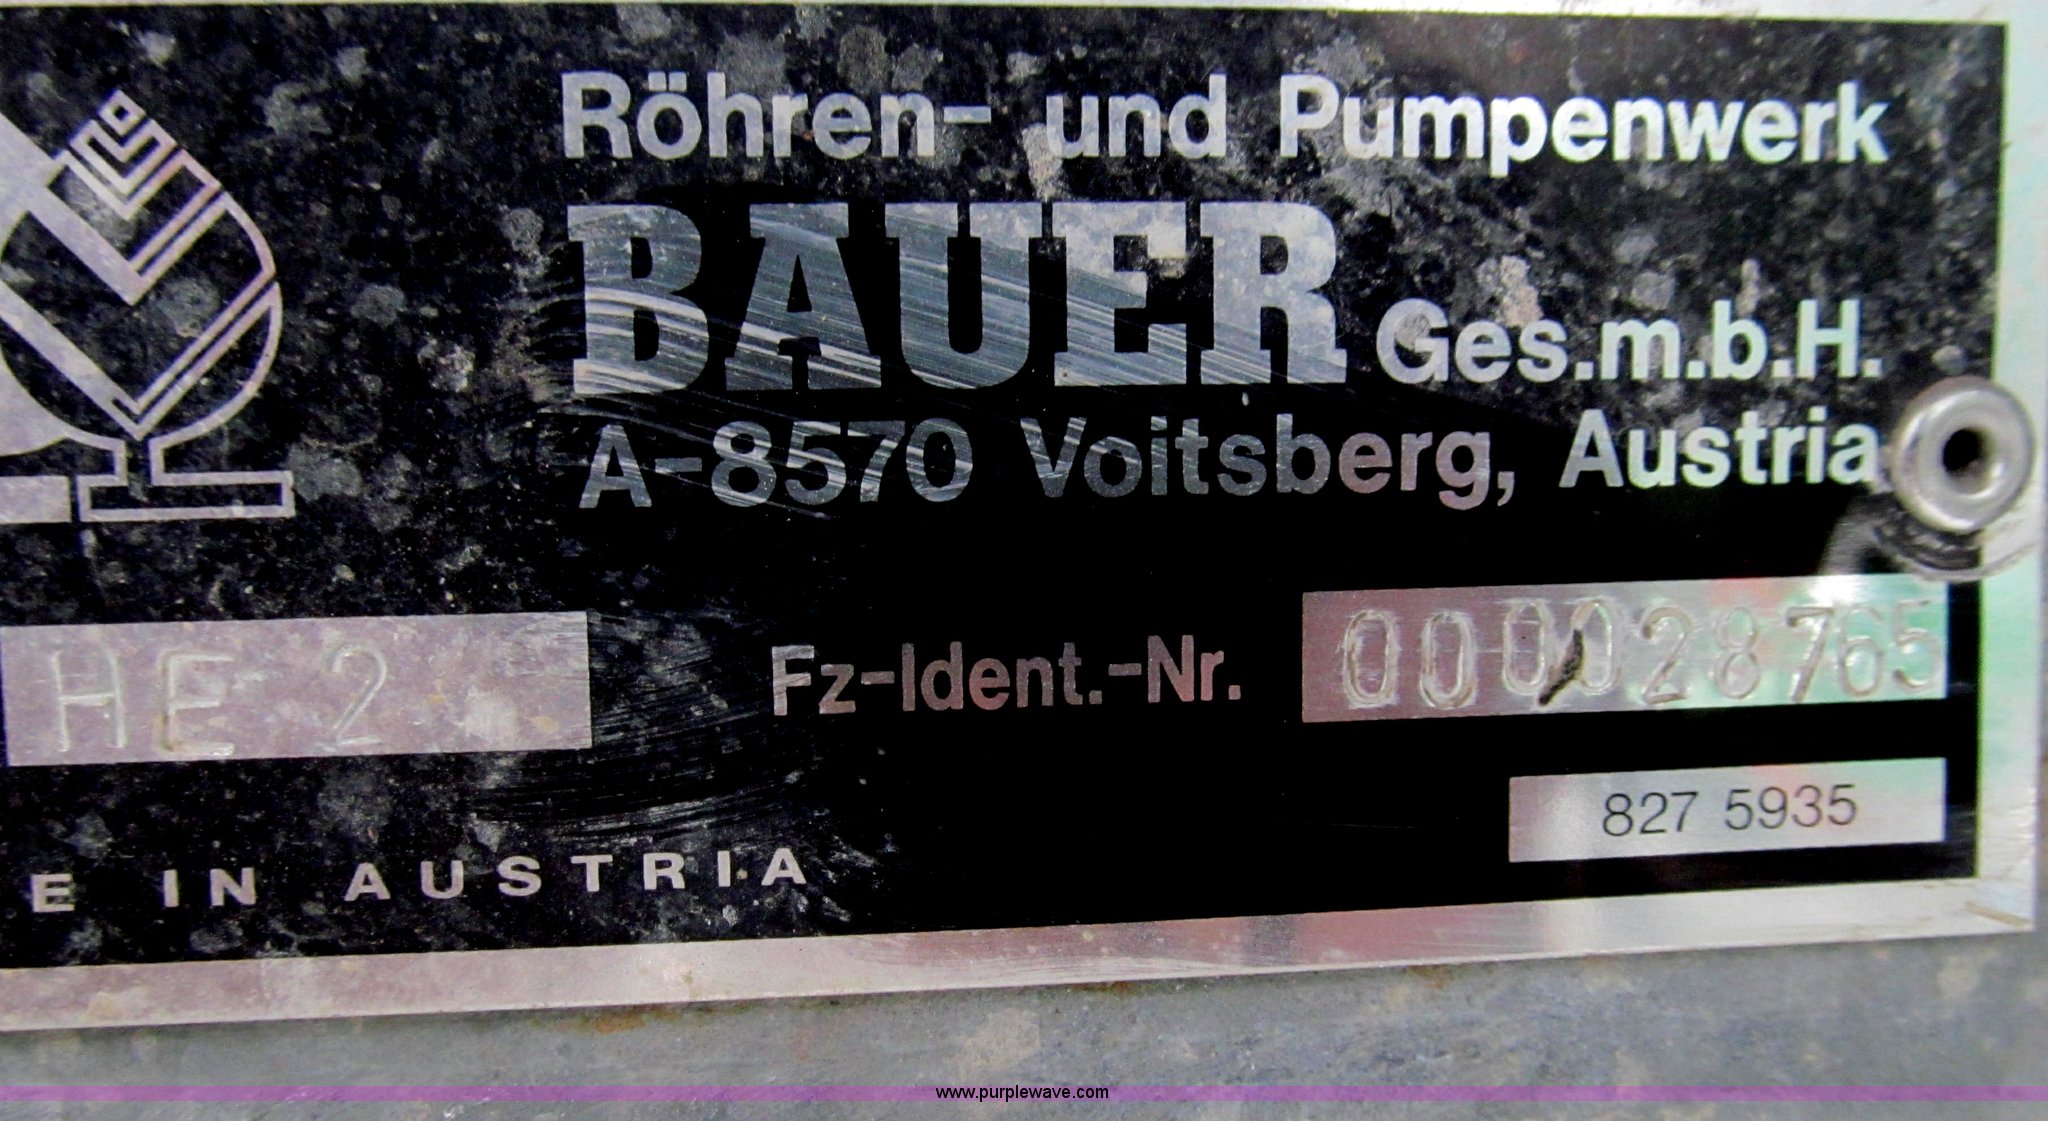 Röhren- und Pumpenwerk
BAUER Ges.m.b.H.
A-8570 Voitsberg, Austria
HE 2
Fz-Ident.-Nr. 000028765
827 5935
E IN AUSTRIA
www.purplewave.com